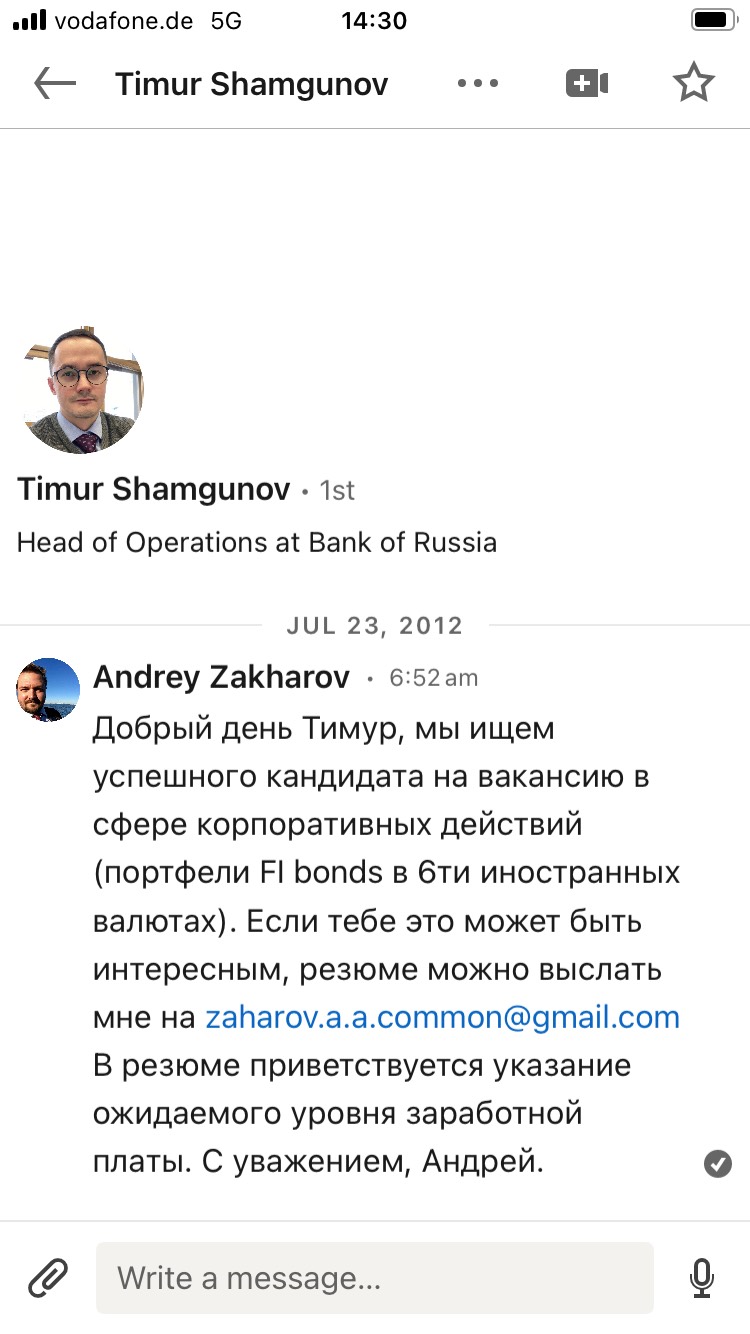 vodafone.de 5G 14:30
Timur Shamgunov
Timur Shamgunov • 1st
Head of Operations at Bank of Russia
JUL 23, 2012
Andrey Zakharov • 6:52 am
Добрый день Тимур, мы ищем
успешного кандидата на вакансию в
сфере корпоративных действий
(портфели FI bonds в 6ти иностранных
валютах). Если тебе это может быть
интересным, резюме можно выслать
мне на zaharov.a.a.common@gmail.com
В резюме приветствуется указание
ожидаемого уровня заработной
платы. С уважением, Андрей.
Write a message...